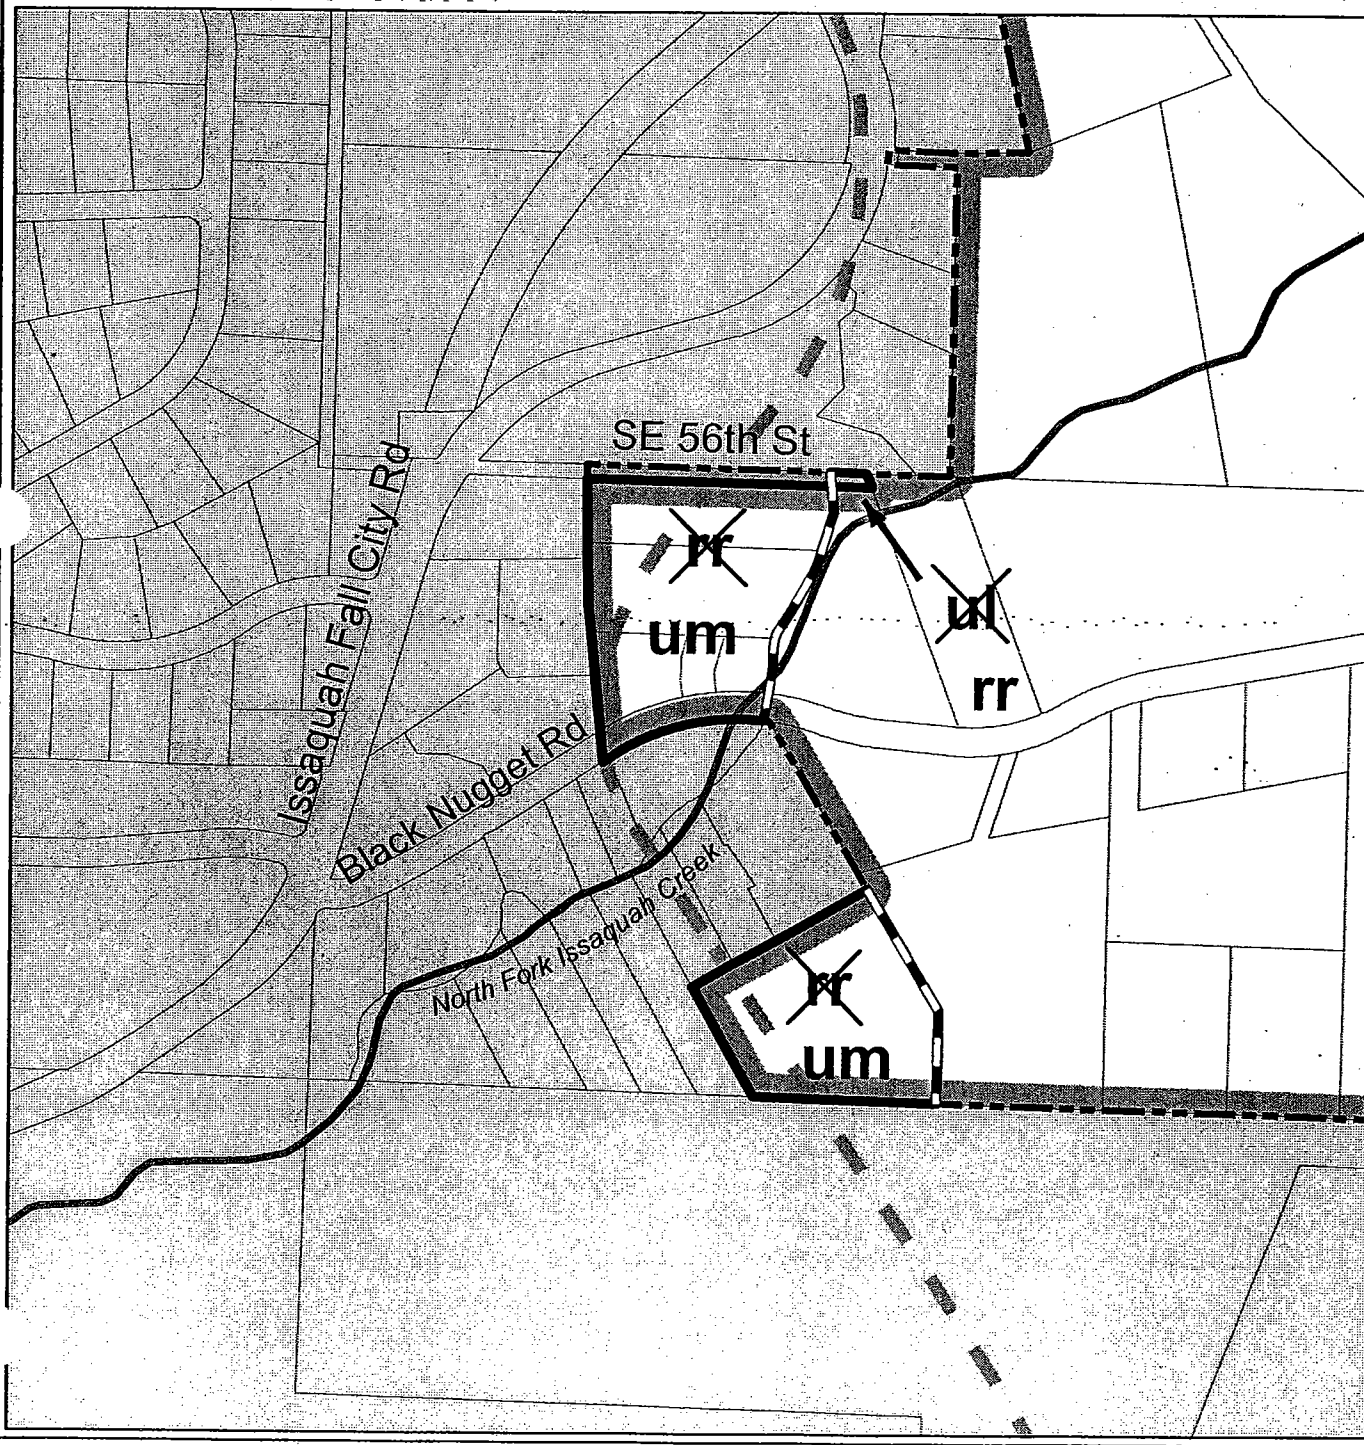 SE 56th St
rr
um
ul
rr
Issaquah Fall City Rd
Black Nugget Rd
North Fork Issaquah Creek
rr
um